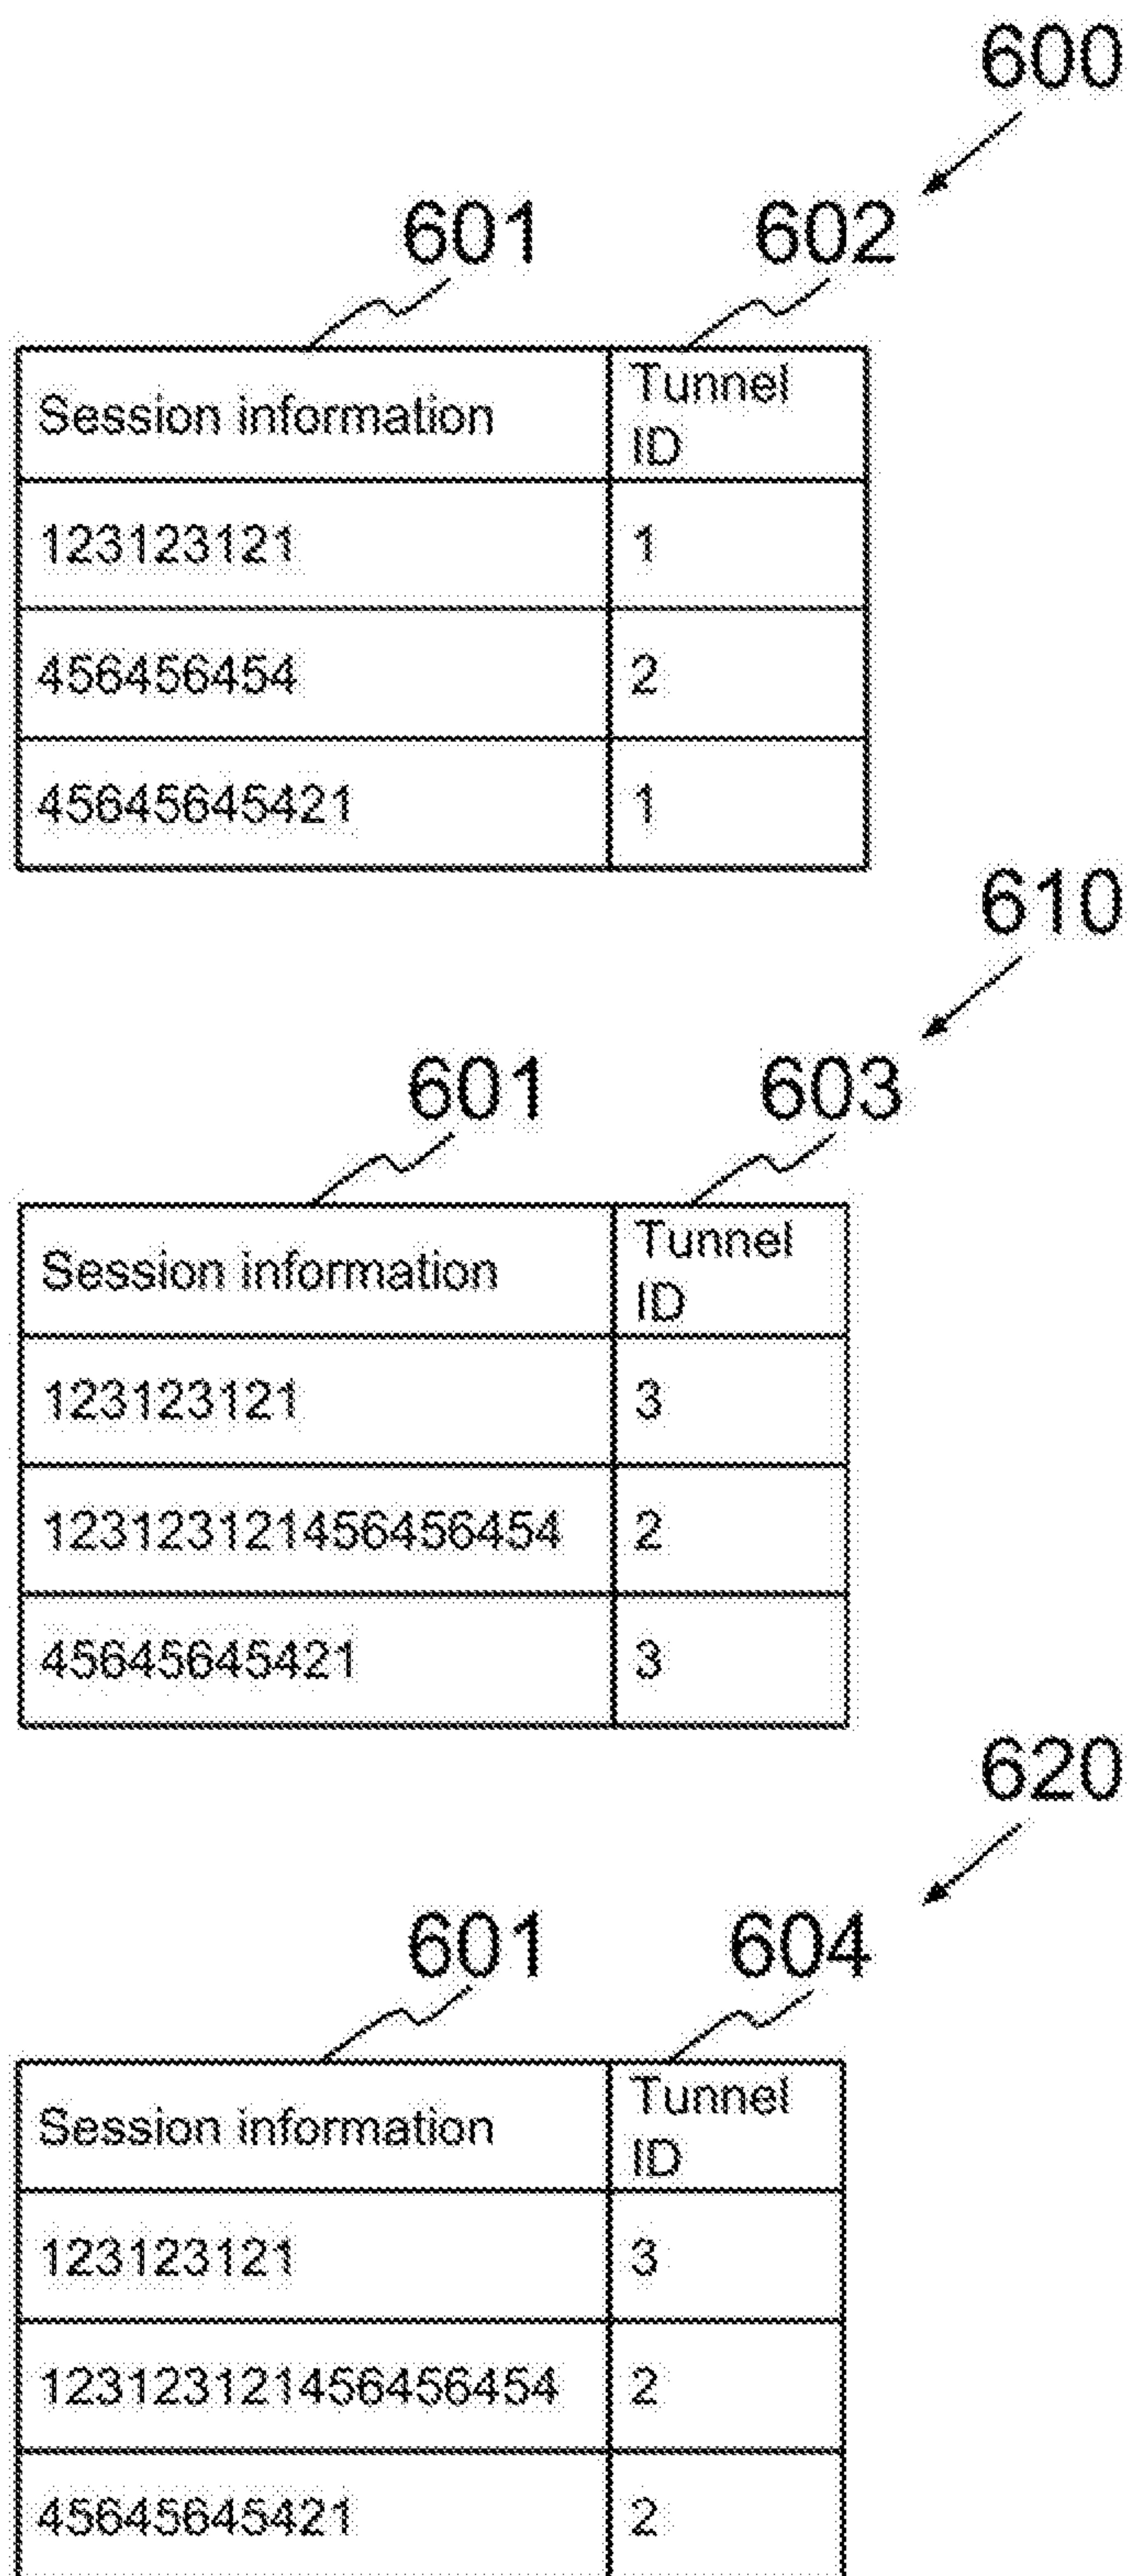 600
601 602
Session information Tunnel
ID
123123121 1
456456454 2
45645645421 1
610
601 603
Session information Tunnel
ID
123123121 3
123123121456456454 2
45645645421 3
620
601 604
Session information Tunnel
ID
123123121 3
123123121456456454 2
45645645421 2